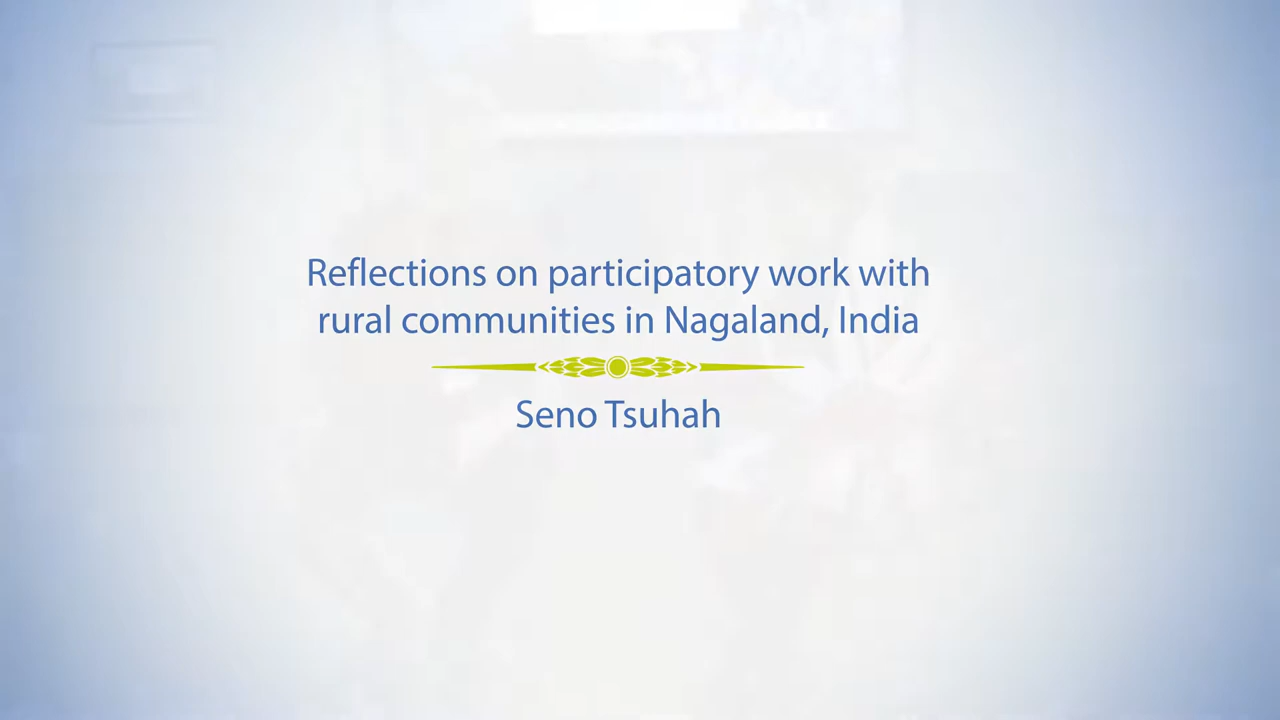 Reflections on participatory work with
rural communities in Nagaland, India
Seno Tsuhah